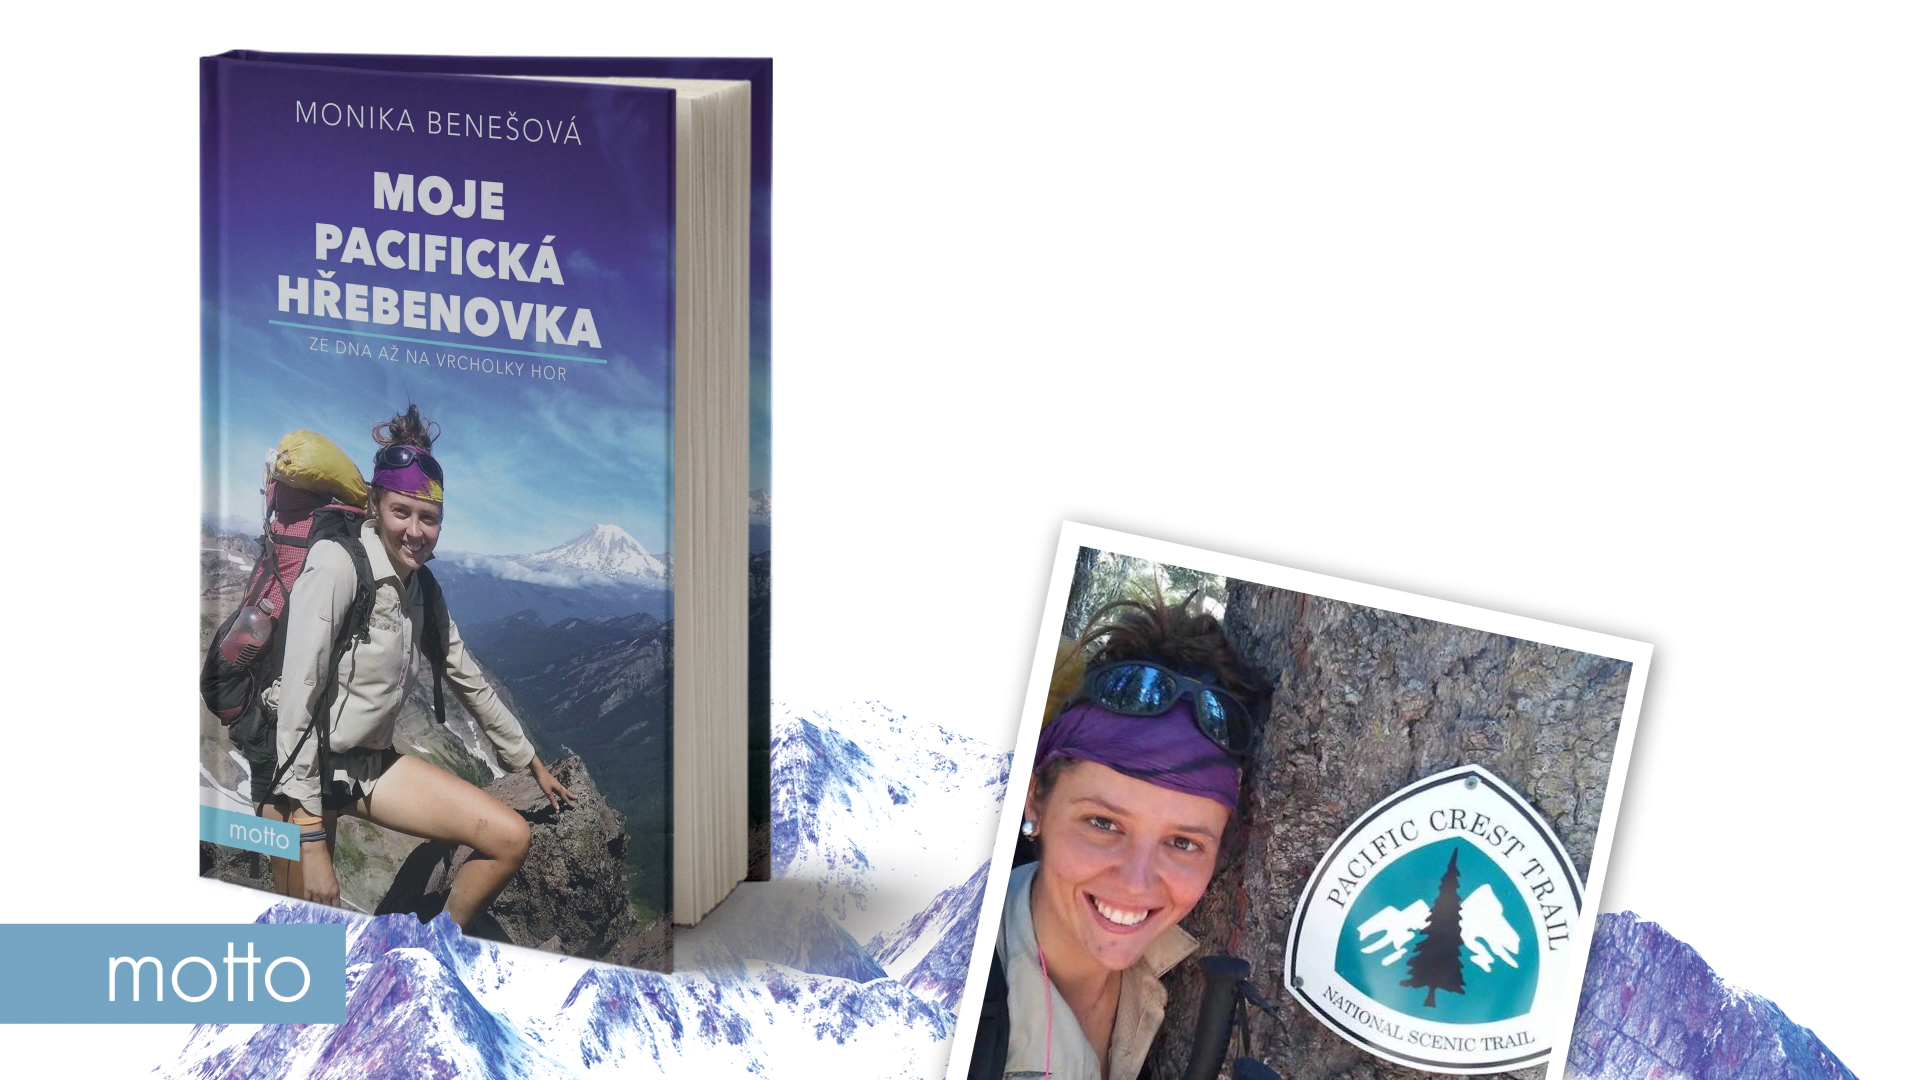 MONIKA BENEŠOVÁ
MOJE
PACIFICKÁ
HŘEBENOVKA
ZE DNA AŽ NA VRCHOLKY HOR
motto
motto
PACIFIC CREST TRAIL
NATIONAL SCENIC TRAIL